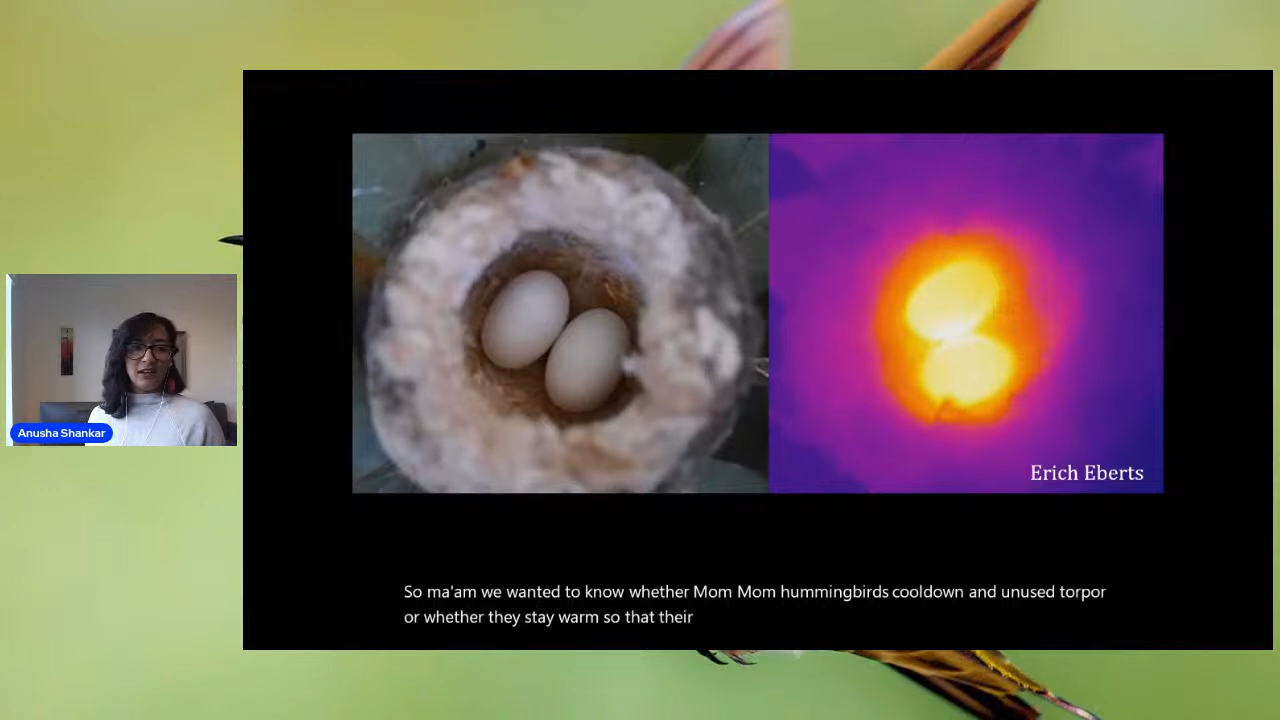 Anusha Shankar
Erich Eberts
So ma'am we wanted to know whether Mom Mom hummingbirds cooldown and unused torpor
or whether they stay warm so that their